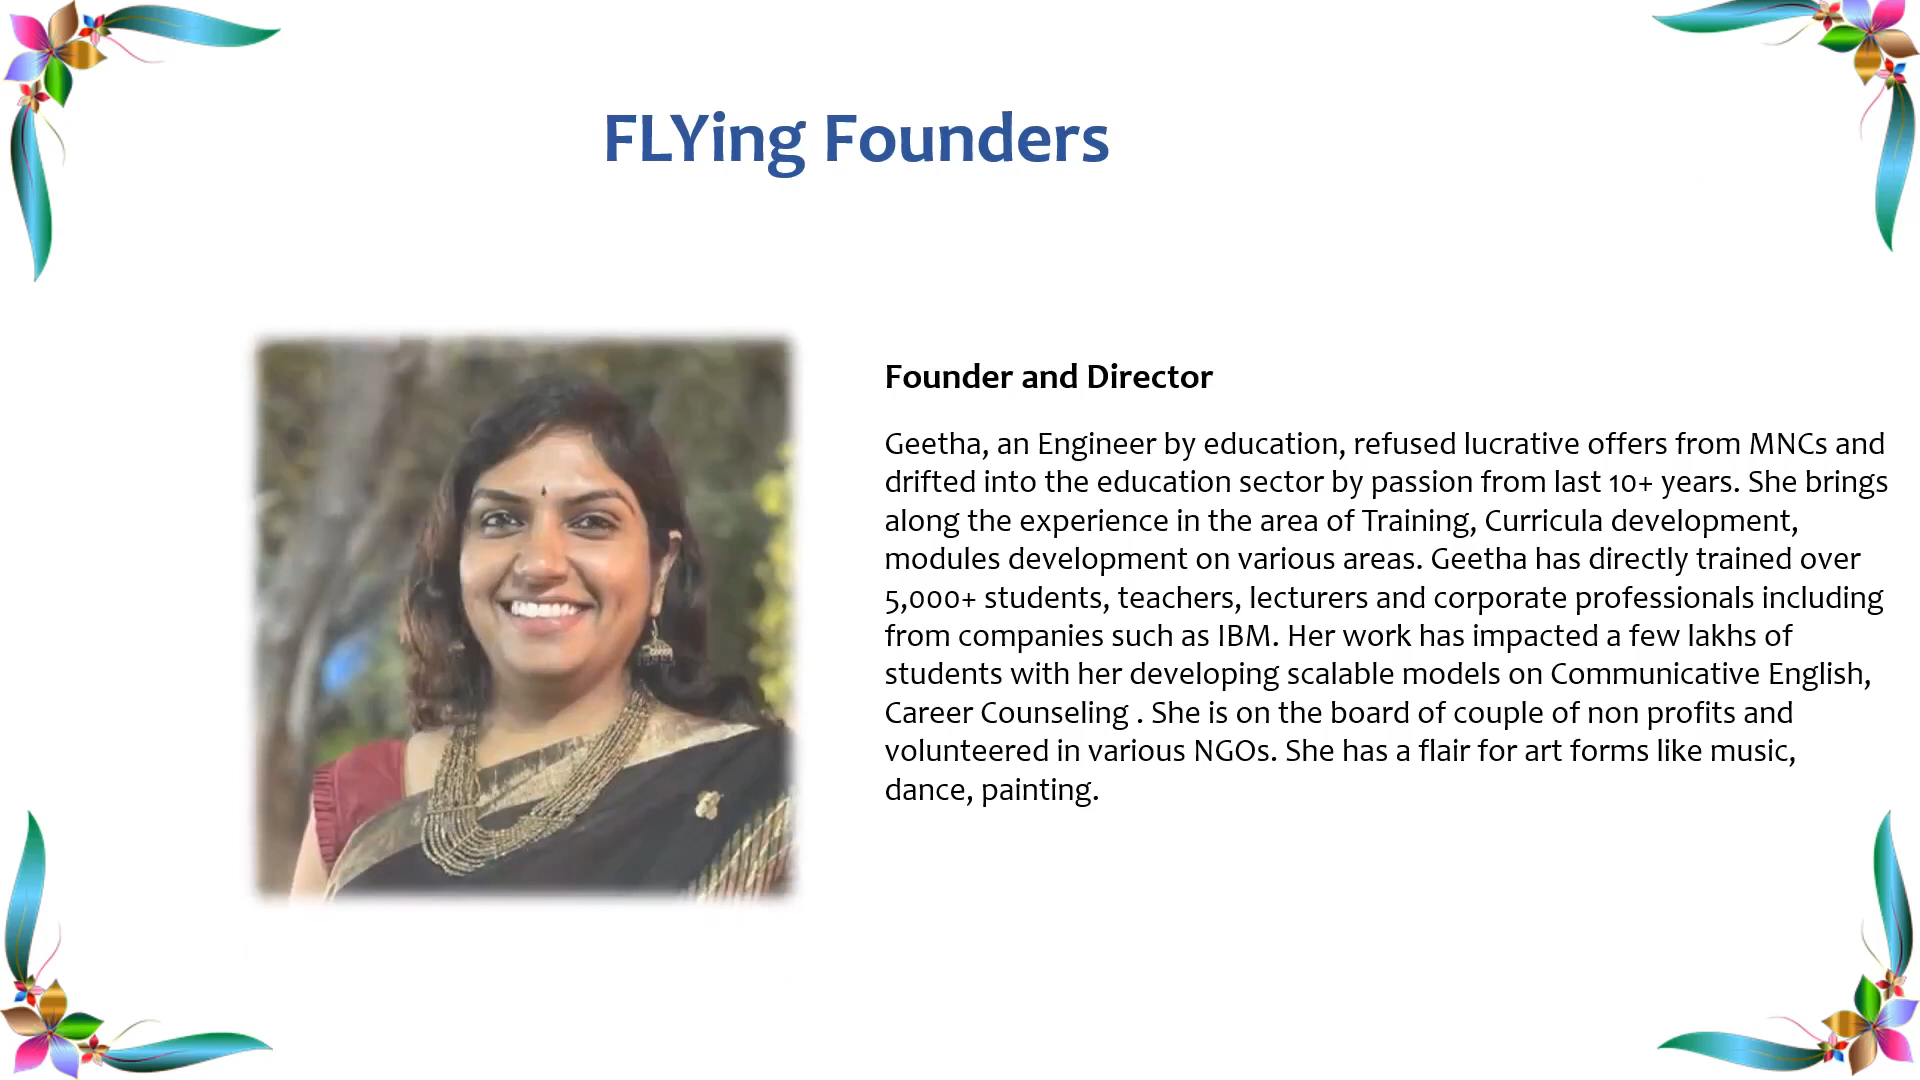 FLYing Founders
Founder and Director
Geetha, an Engineer by education, refused lucrative offers from MNCs and
drifted into the education sector by passion from last 10+ years. She brings
along the experience in the area of Training, Curricula development,
modules development on various areas. Geetha has directly trained over
5,000+ students, teachers, lecturers and corporate professionals including
from companies such as IBM. Her work has impacted a few lakhs of
students with her developing scalable models on Communicative English,
Career Counseling . She is on the board of couple of non profits and
volunteered in various NGOs. She has a flair for art forms like music,
dance, painting.